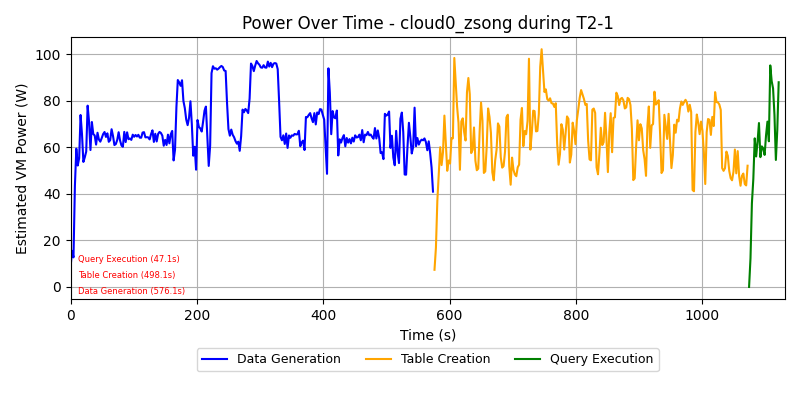 Power Over Time - cloud0_zsong during T2-1
Estimated VM Power (W)
100
80
60
40
20
0
Query Execution (47.1s)
Table Creation (498.1s)
Data Generation (576.1s)
0 200 400 600 800 1000
Time (s)
Data Generation Table Creation Query Execution